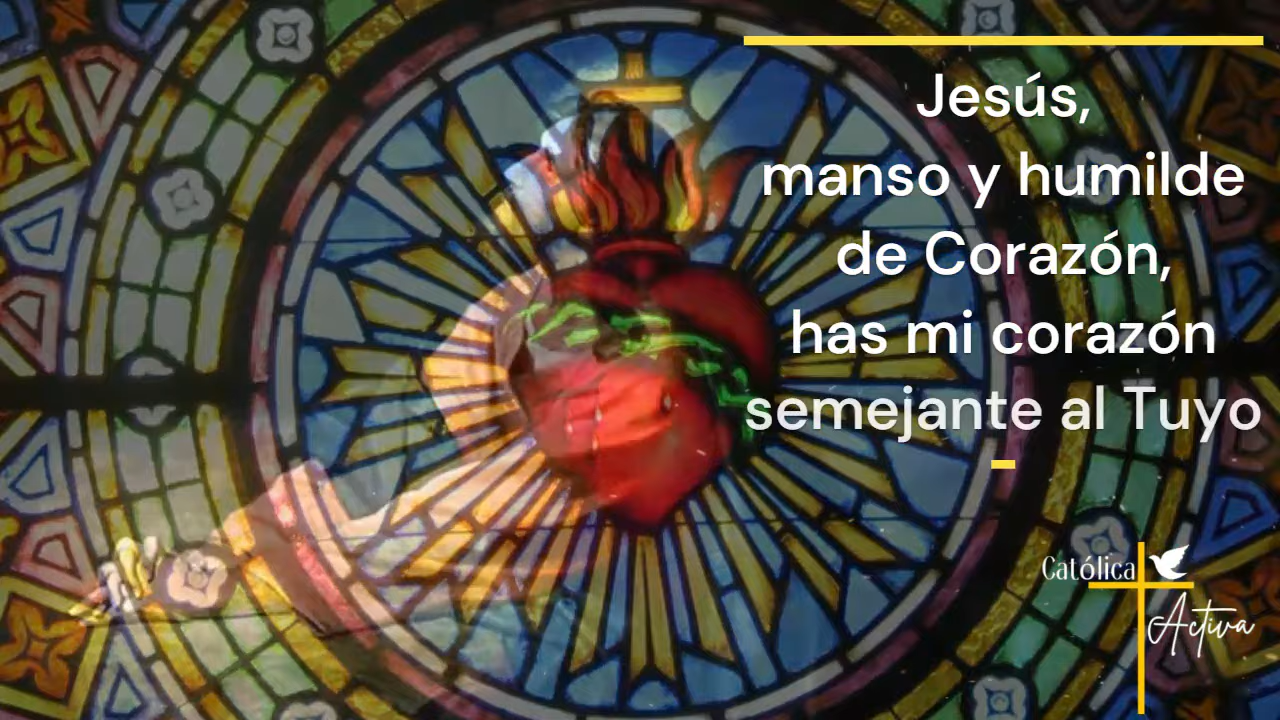 Jesús,
manso y humilde
de Corazón,
has mi corazón
semejante al Tuyo
Católica
Activa